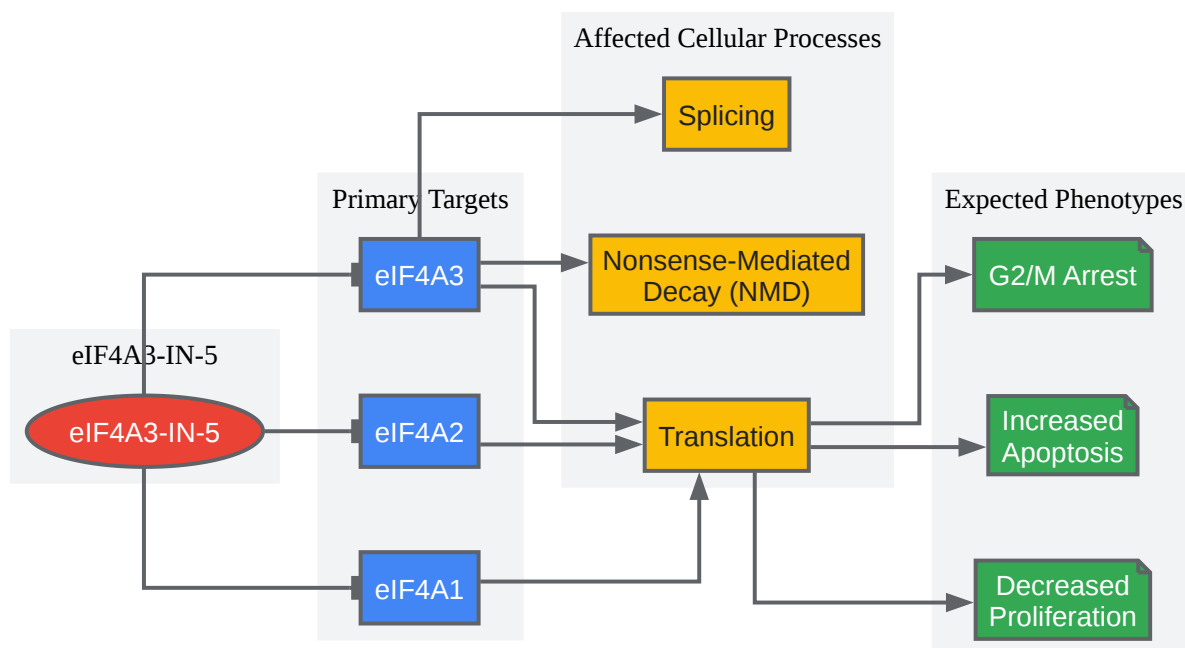 Affected Cellular Processes
Splicing
Primary Targets
Expected Phenotypes
eIF4A3
Nonsense-Mediated
Decay (NMD)
G2/M Arrest
eIF4A3-IN-5
eIF4A3-IN-5
eIF4A2
Translation
Increased
Apoptosis
eIF4A1
Decreased
Proliferation